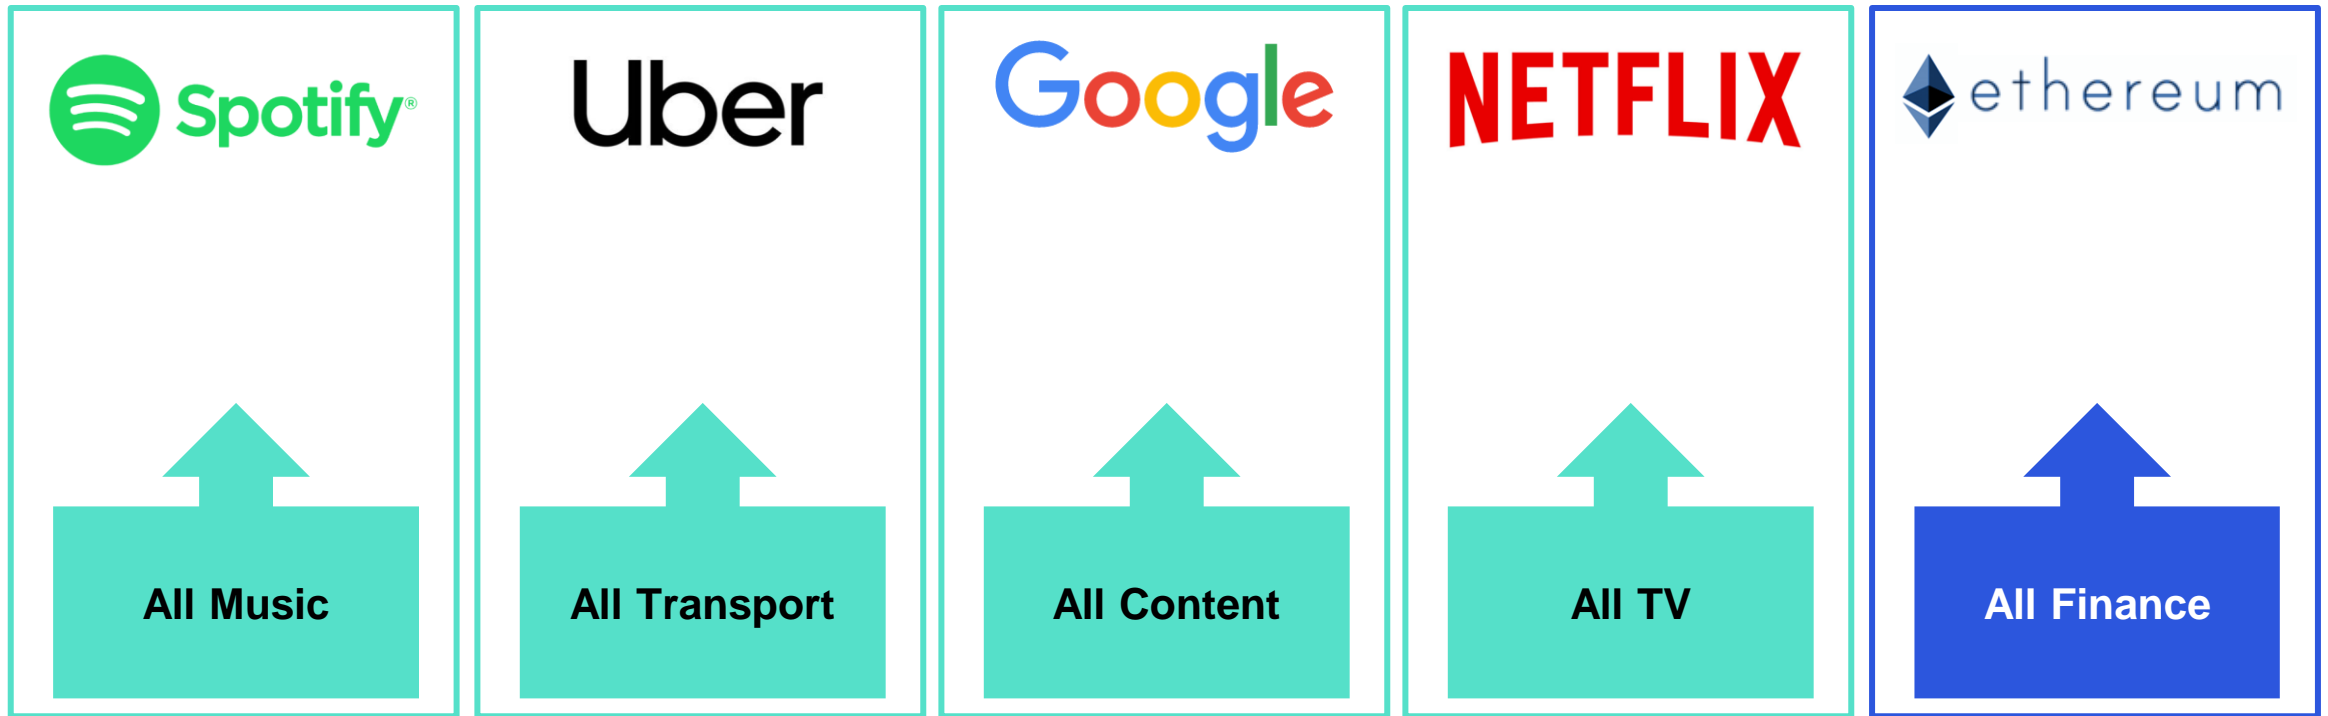 Spotify®
Uber
Google
NETFLIX
ethereum
All Music
All Transport
All Content
All TV
All Finance